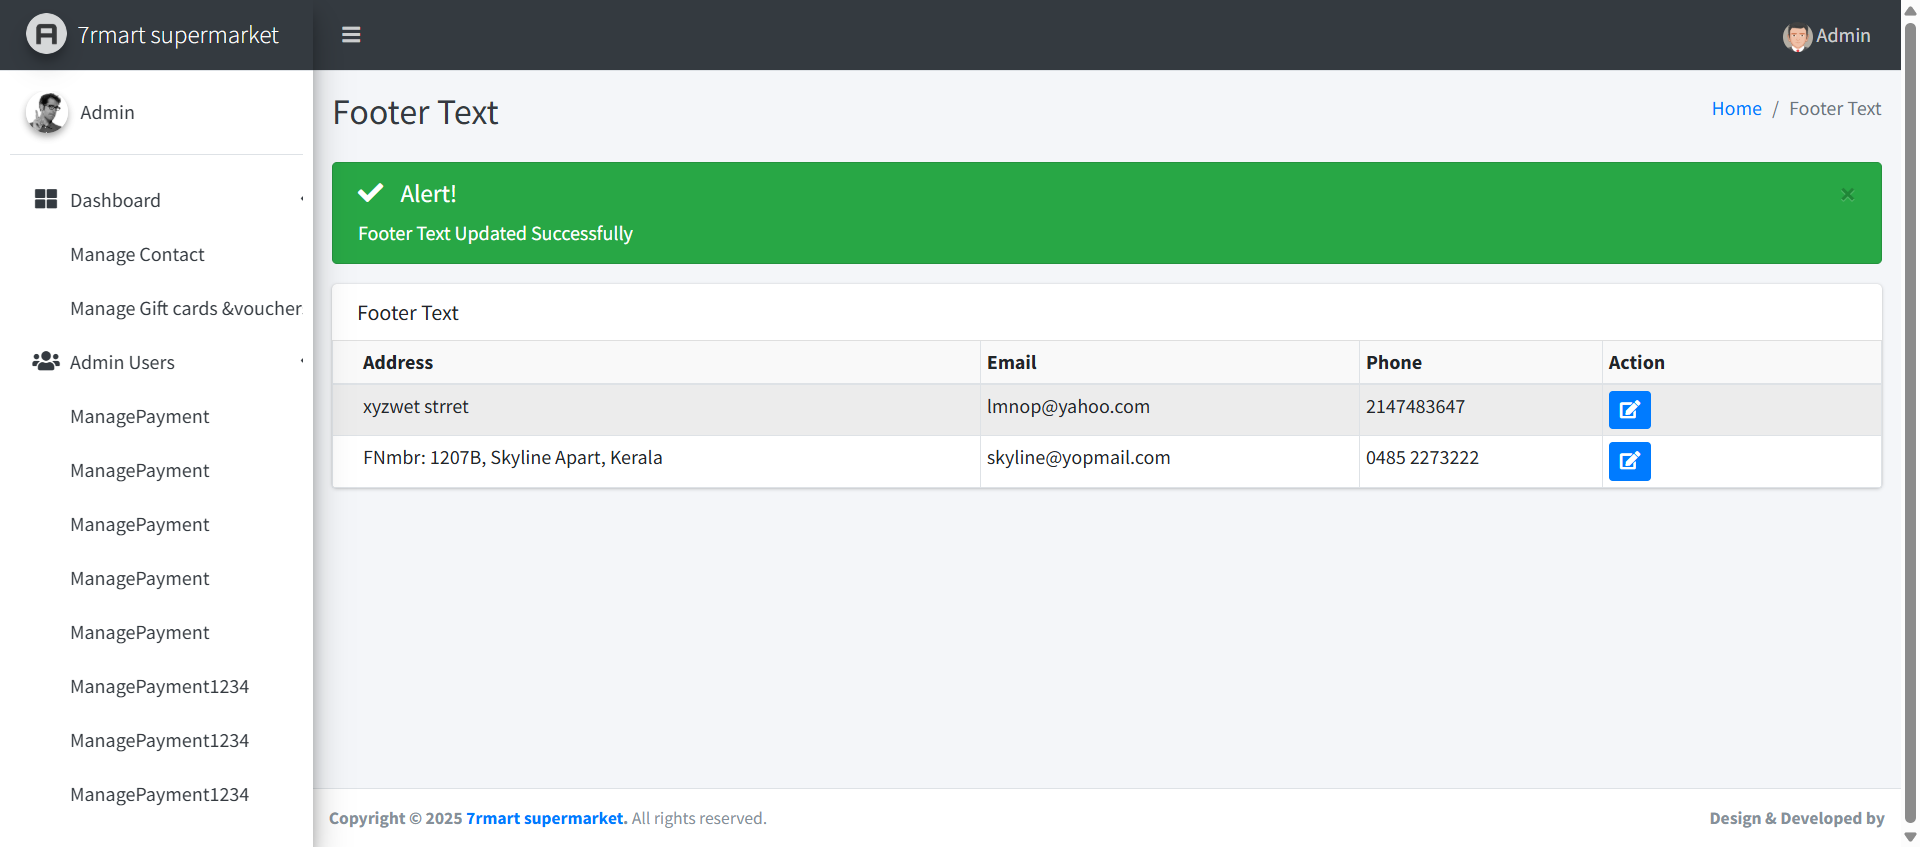 7rmart supermarket
Admin
Admin
Footer Text
Home / Footer Text
Dashboard
Manage Contact
Manage Gift cards &voucher
Admin Users
ManagePayment
ManagePayment
ManagePayment
ManagePayment
ManagePayment
ManagePayment1234
ManagePayment1234
ManagePayment1234
Alert!
×
Footer Text Updated Successfully
Footer Text
Address Email Phone Action
xyzwet strret lmnop@yahoo.com 2147483647
FNmbr: 1207B, Skyline Apart, Kerala skyline@yopmail.com 0485 2273222
Copyright © 2025 7rmart supermarket. All rights reserved.
Design & Developed by